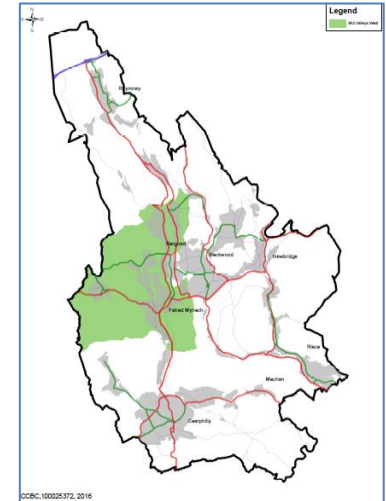 N
S
Legend
Mid Valleys West
Rhymney
Bargoed
Blackwood
Newbridge
Ystrad Mynach
Risca
Machen
Caerphilly
CCBC, 100025372, 2016